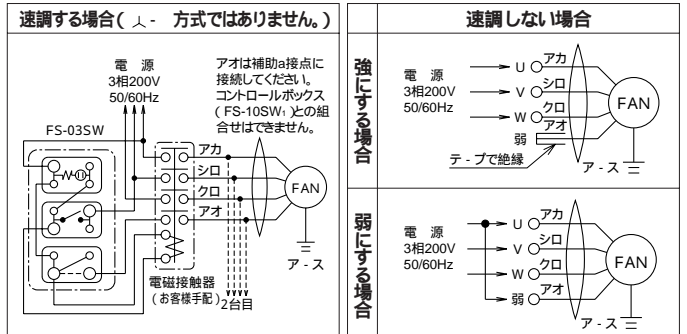 速調する場合(人- 方式ではありません｡)
電 源
3相200V
50/60Hz
アオは補助a接点に
接続してください。
コントロールボックス
(FS-10SW₁)との組
合せはできません。
FS-03SW
アカ
シロ
クロ
アオ
FAN
ア - ス
電磁接触器
(お客様手配)
2台目
速調しない場合
強にする場合
電 源
3相200V
50/60Hz
U
アカ
V
シロ
W
クロ
アオ
弱
FAN
テ - プで絶縁
ア - ス
弱にする場合
電 源
3相200V
50/60Hz
U
アカ
V
シロ
W
クロ
弱
アオ
FAN
ア - ス